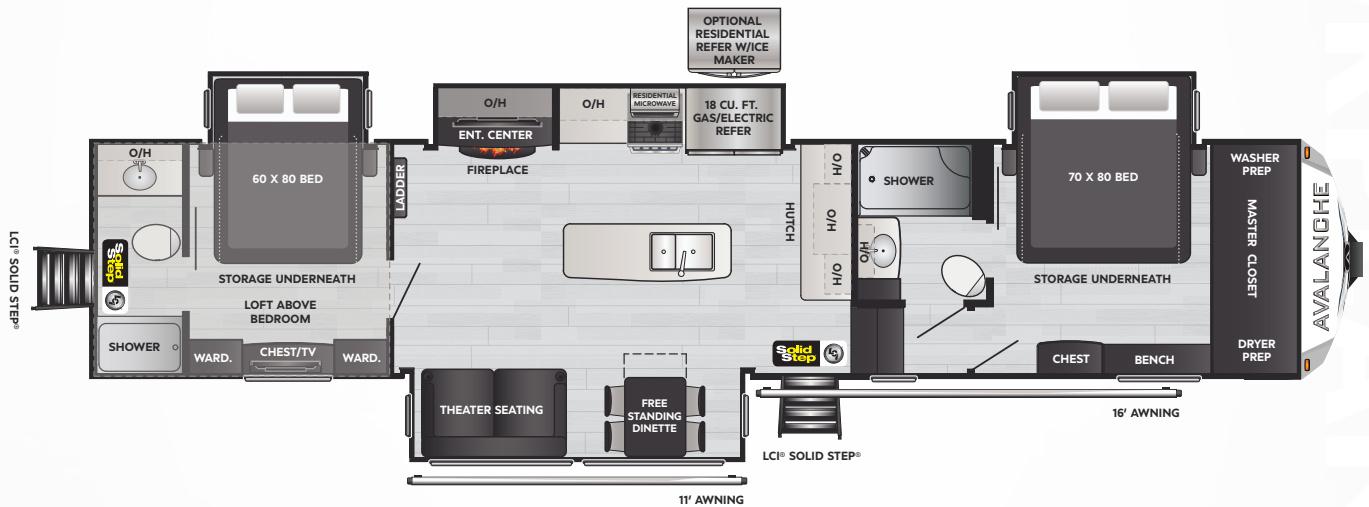 OPTIONAL
RESIDENTIAL
REFER W/ICE
MAKER
O/H
ENT. CENTER
FIREPLACE
O/H
RESIDENTIAL
MICROWAVE
18 CU. FT.
GAS/ELECTRIC
REFER
O/H
60 X 80 BED
LADDER
STORAGE UNDERNEATH
LOFT ABOVE
BEDROOM
LCI® SOLID STEP®
Solid
Step
LCI
SHOWER
WARD.
CHEST/TV
WARD.
HUTCH
O/H
O/H
O/H
SHOWER
O/H
70 X 80 BED
STORAGE UNDERNEATH
WASHER
PREP
MASTER CLOSET
DRYER
PREP
AVALANCHE
CHEST
BENCH
Solid
Step
LCI
THEATER SEATING
FREE
STANDING
DINETTE
16' AWNING
LCI® SOLID STEP®
11' AWNING